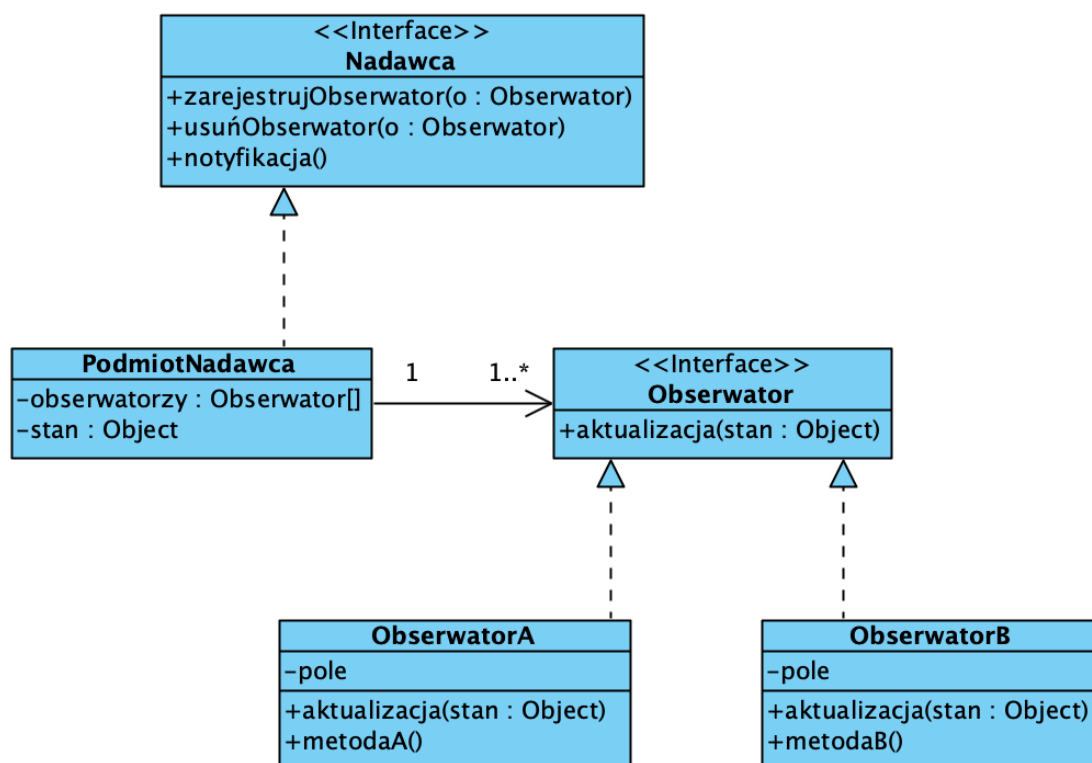 <<Interface>>
Nadawca
+zarejestrujObserwator(o : Obserwator)
+usuńObserwator(o : Obserwator)
+notyfikacja()
PodmiotNadawca
-obserwatorzy : Obserwator[]
-stan : Object
1
1..*
<<Interface>>
Obserwator
+aktualizacja(stan : Object)
ObserwatorA
-pole
+aktualizacja(stan : Object)
+metodaA()
ObserwatorB
-pole
+aktualizacja(stan : Object)
+metodaB()